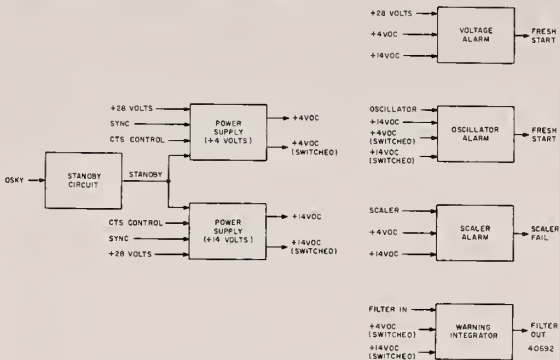 +28 VOLTS
+4VDC
+14VDC
VOLTAGE
ALARM
FRESH
START
+28 VOLTS
SYNC
CTS CONTROL
POWER
SUPPLY
(+4 VOLTS)
+4VDC
+4VDC
(SWITCHED)
OSCILLATOR
+14VDC
+4VDC
(SWITCHED)
+14VDC
(SWITCHED)
OSCILLATOR
ALARM
FRESH
START
OSKY
STANDBY
CIRCUIT
STANDBY
CTS CONTROL
SYNC
+28 VOLTS
POWER
SUPPLY
(+14 VOLTS)
+14VDC
+14VDC
(SWITCHED)
SCALER
+4VDC
+14VDC
SCALER
ALARM
SCALER
FAIL
FILTER IN
+4VDC
(SWITCHED)
+14VDC
(SWITCHED)
WARNING
INTEGRATOR
FILTER
OUT
40692